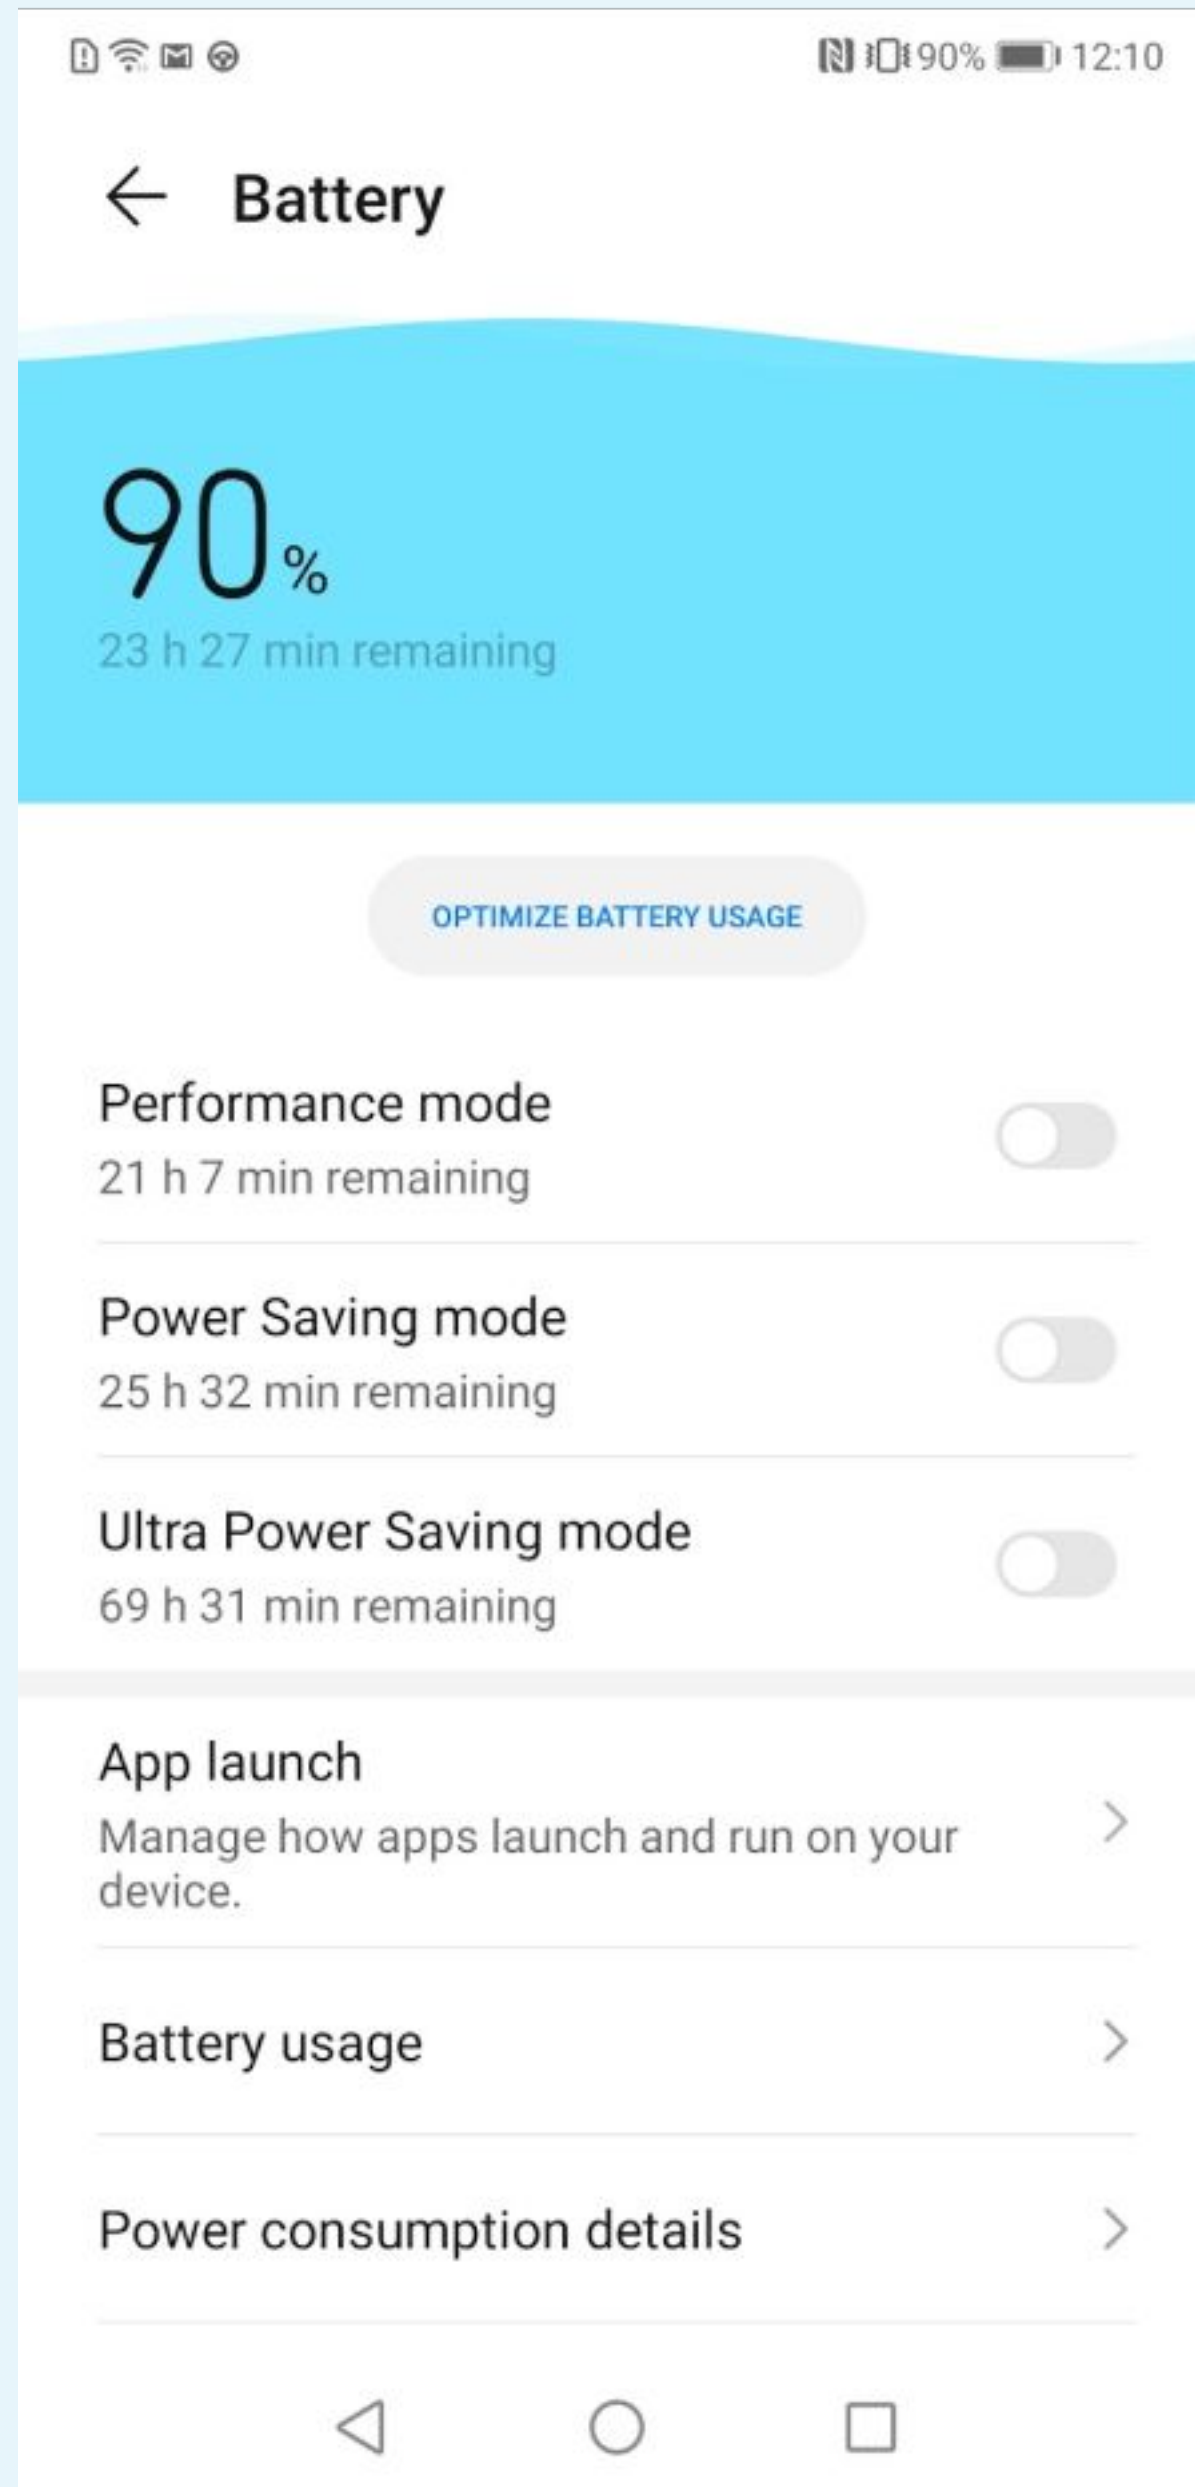 90% 12:10
Battery
90%
23 h 27 min remaining
OPTIMIZE BATTERY USAGE
Performance mode
21 h 7 min remaining
Power Saving mode
25 h 32 min remaining
Ultra Power Saving mode
69 h 31 min remaining
App launch
Manage how apps launch and run on your
device.
Battery usage
Power consumption details